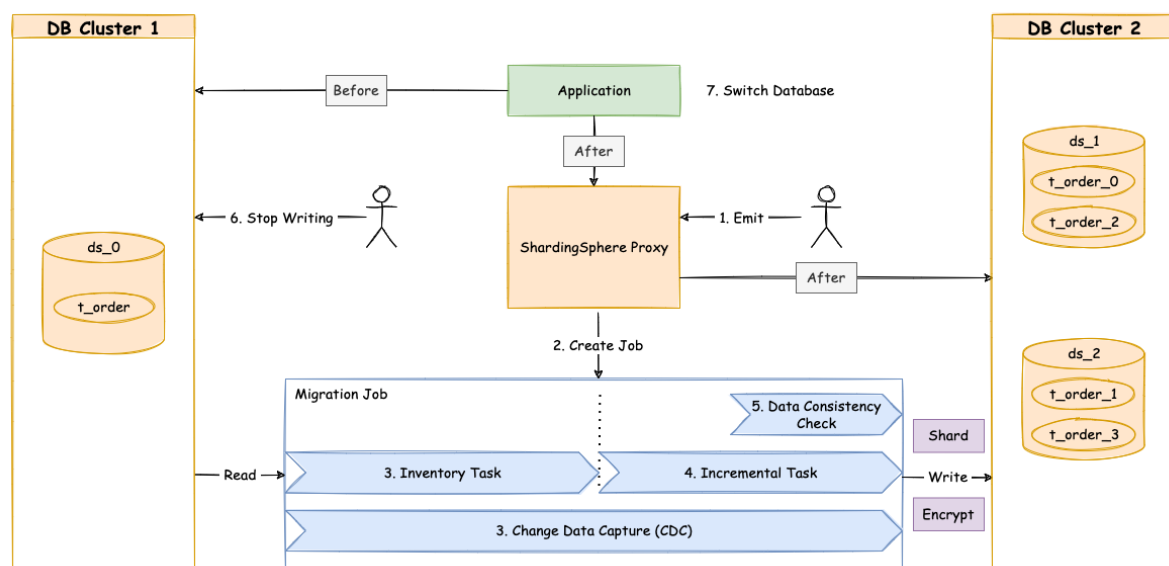 DB Cluster 1
DB Cluster 2
Before
Application
7. Switch Database
After
ds_1
t_order_0
t_order_2
6. Stop Writing
1. Emit
ShardingSphere Proxy
After
ds_0
t_order
2. Create Job
ds_2
t_order_1
t_order_3
Migration Job
5. Data Consistency
Check
Shard
Read
3. Inventory Task
4. Incremental Task
Write
Encrypt
3. Change Data Capture (CDC)